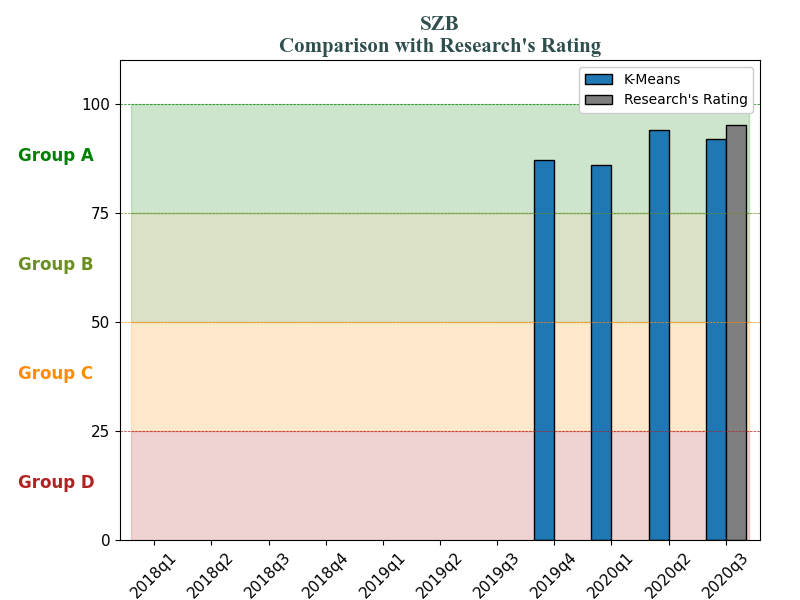 SZB
Comparison with Research's Rating
K-Means
Research's Rating
100
Group A
75
Group B
50
Group C
25
Group D
0
2018q1
2018q2
2018q3
2018q4
2019q1
2019q2
2019q3
2019q4
2020q1
2020q2
2020q3